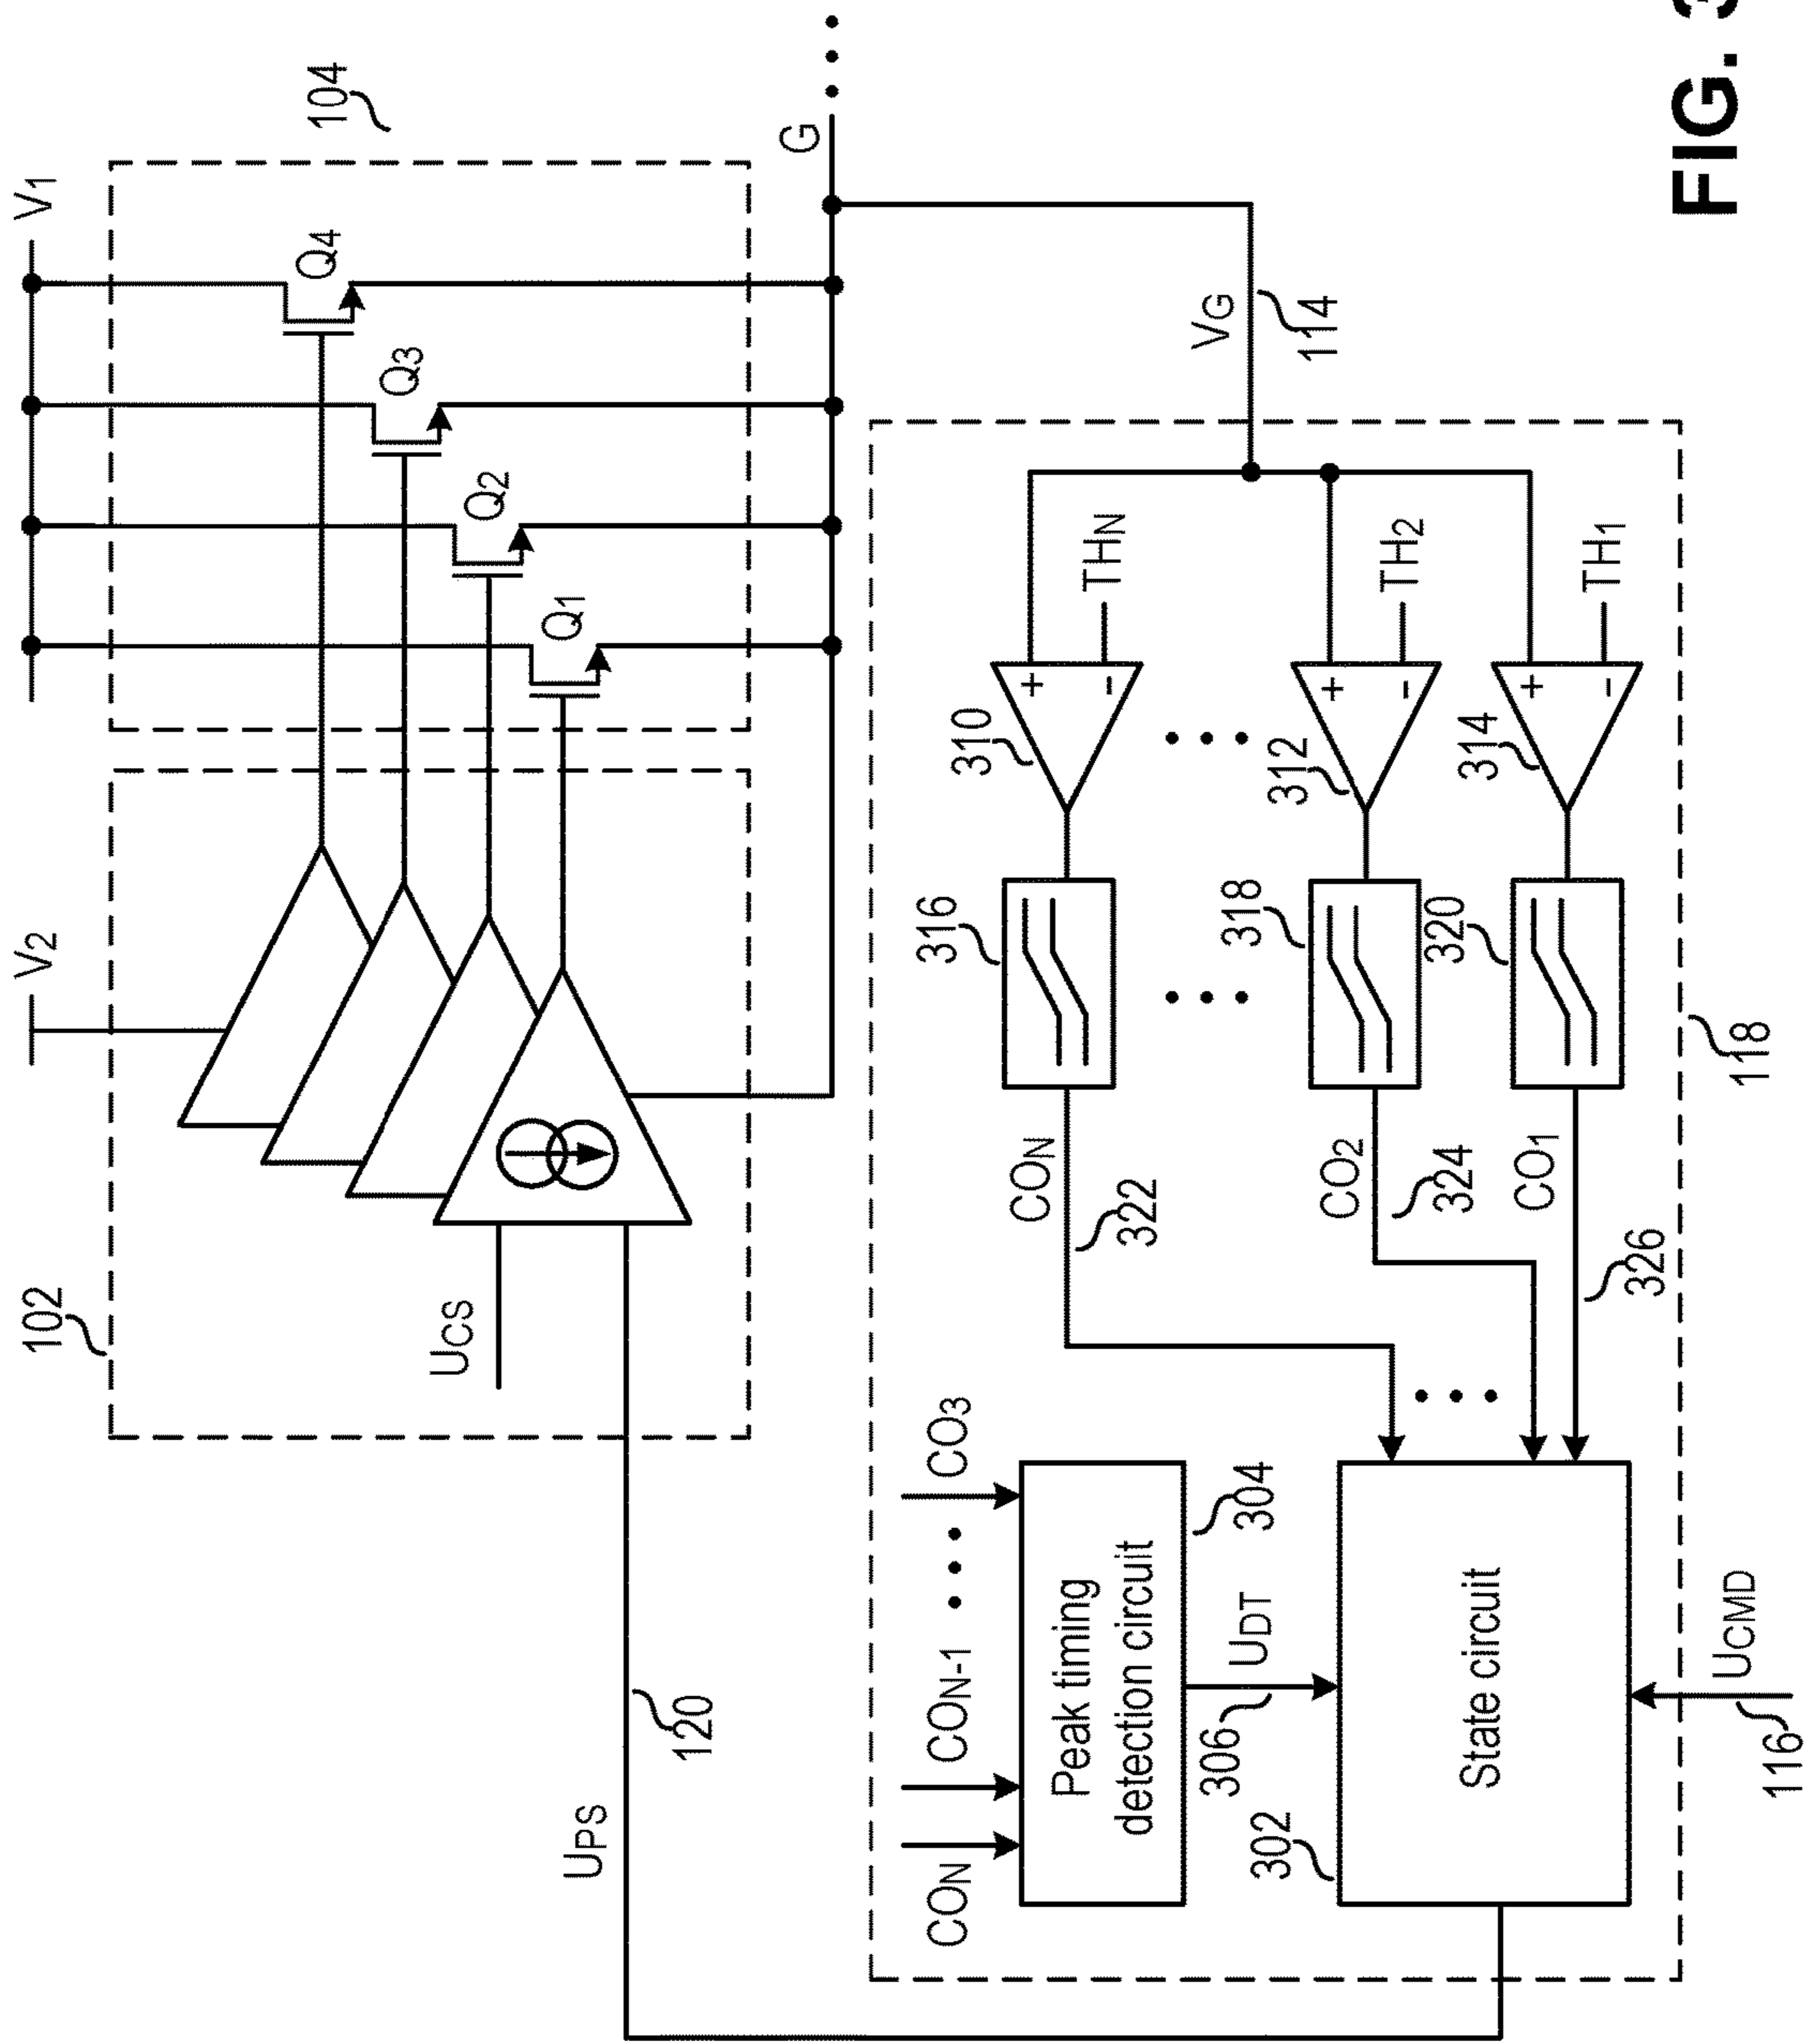 V1
V2
104
102
Q4
Q3
Q2
Q1
G
UCS
UPS
120
VG
114
CON
CON-1
CO3
Peak timing
detection circuit
304
306
UDT
302
State circuit
UCMD
116
CON
322
316
310
+
-
THN
CO2
324
318
312
+
-
TH2
CO1
326
320
314
+
-
TH1
118
FIG. 3